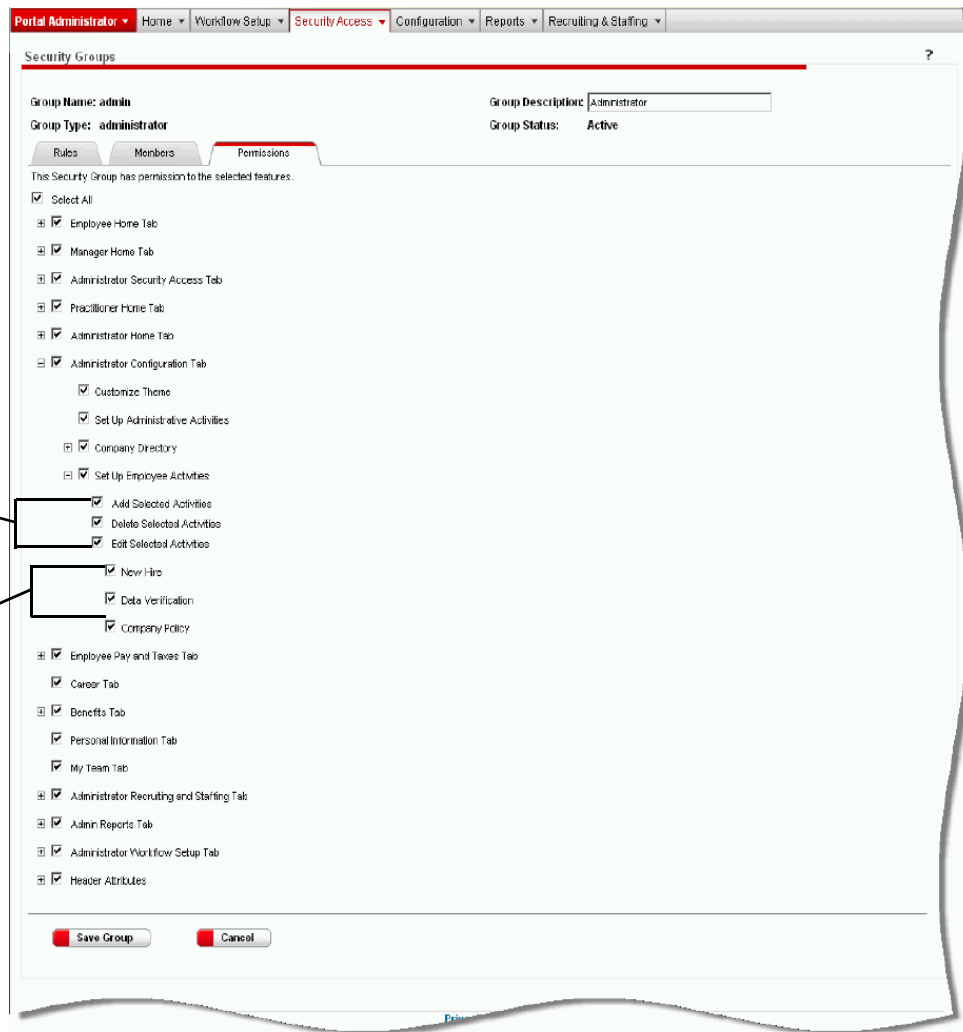 Portal Administrator Home Workflow Setup Security Access Configuration Reports Recruiting & Staffing
Security Groups ?
Group Name: admin Group Description: Administrator
Group Type: administrator Group Status: Active
Rules Members Permissions
This Security Group has permission to the selected features.
Select All
Employee Home Tab
Manager Home Tab
Administrator Security Access Tab
Practitioner Home Tab
Administrator Home Tab
Administrator Configuration Tab
Customize Theme
Set Up Administrative Activities
Company Directory
Set Up Employee Activities
Add Selected Activities
Delete Selected Activities
Edit Selected Activities
New Hire
Data Verification
Company Policy
Employee Pay and Taxes Tab
Career Tab
Benefits Tab
Personal Information Tab
My Team Tab
Administrator Recruiting and Staffing Tab
Admin Reports Tab
Administrator Workflow Setup Tab
Header Attributes
Save Group Cancel